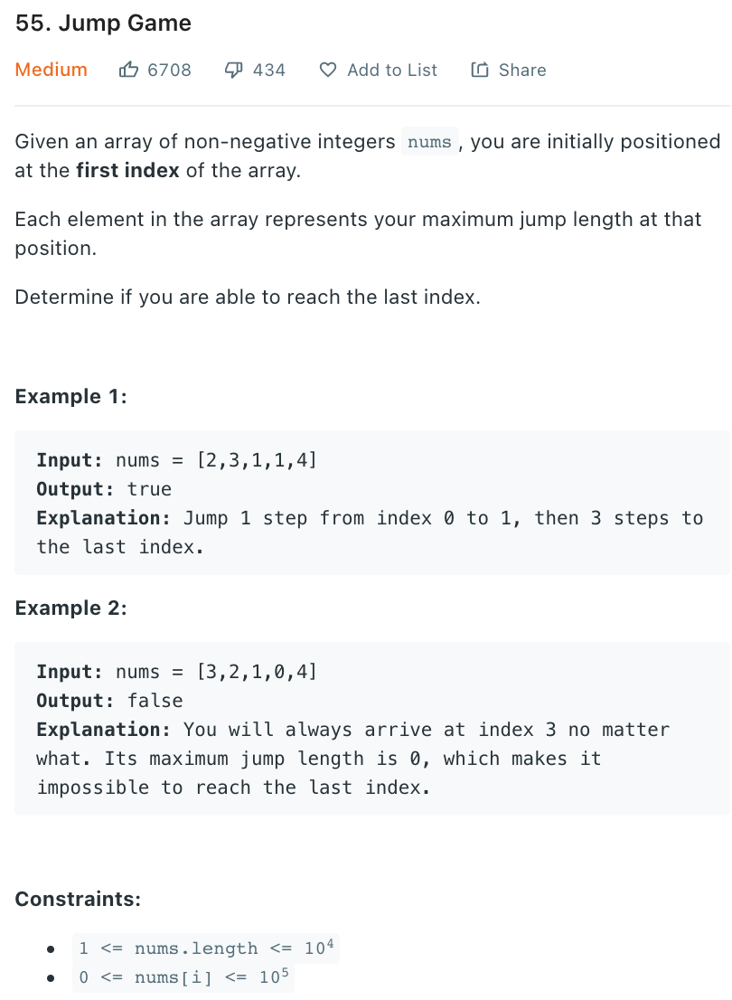 55. Jump Game
Medium 6708 434 Add to List Share
Given an array of non-negative integers nums , you are initially positioned
at the first index of the array.
Each element in the array represents your maximum jump length at that
position.
Determine if you are able to reach the last index.
Example 1:
Input: nums = [2,3,1,1,4]
Output: true
Explanation: Jump 1 step from index 0 to 1, then 3 steps to
the last index.
Example 2:
Input: nums = [3,2,1,0,4]
Output: false
Explanation: You will always arrive at index 3 no matter
what. Its maximum jump length is 0, which makes it
impossible to reach the last index.
Constraints:
• 1 <= nums.length <= 10⁴
• 0 <= nums[i] <= 10⁵